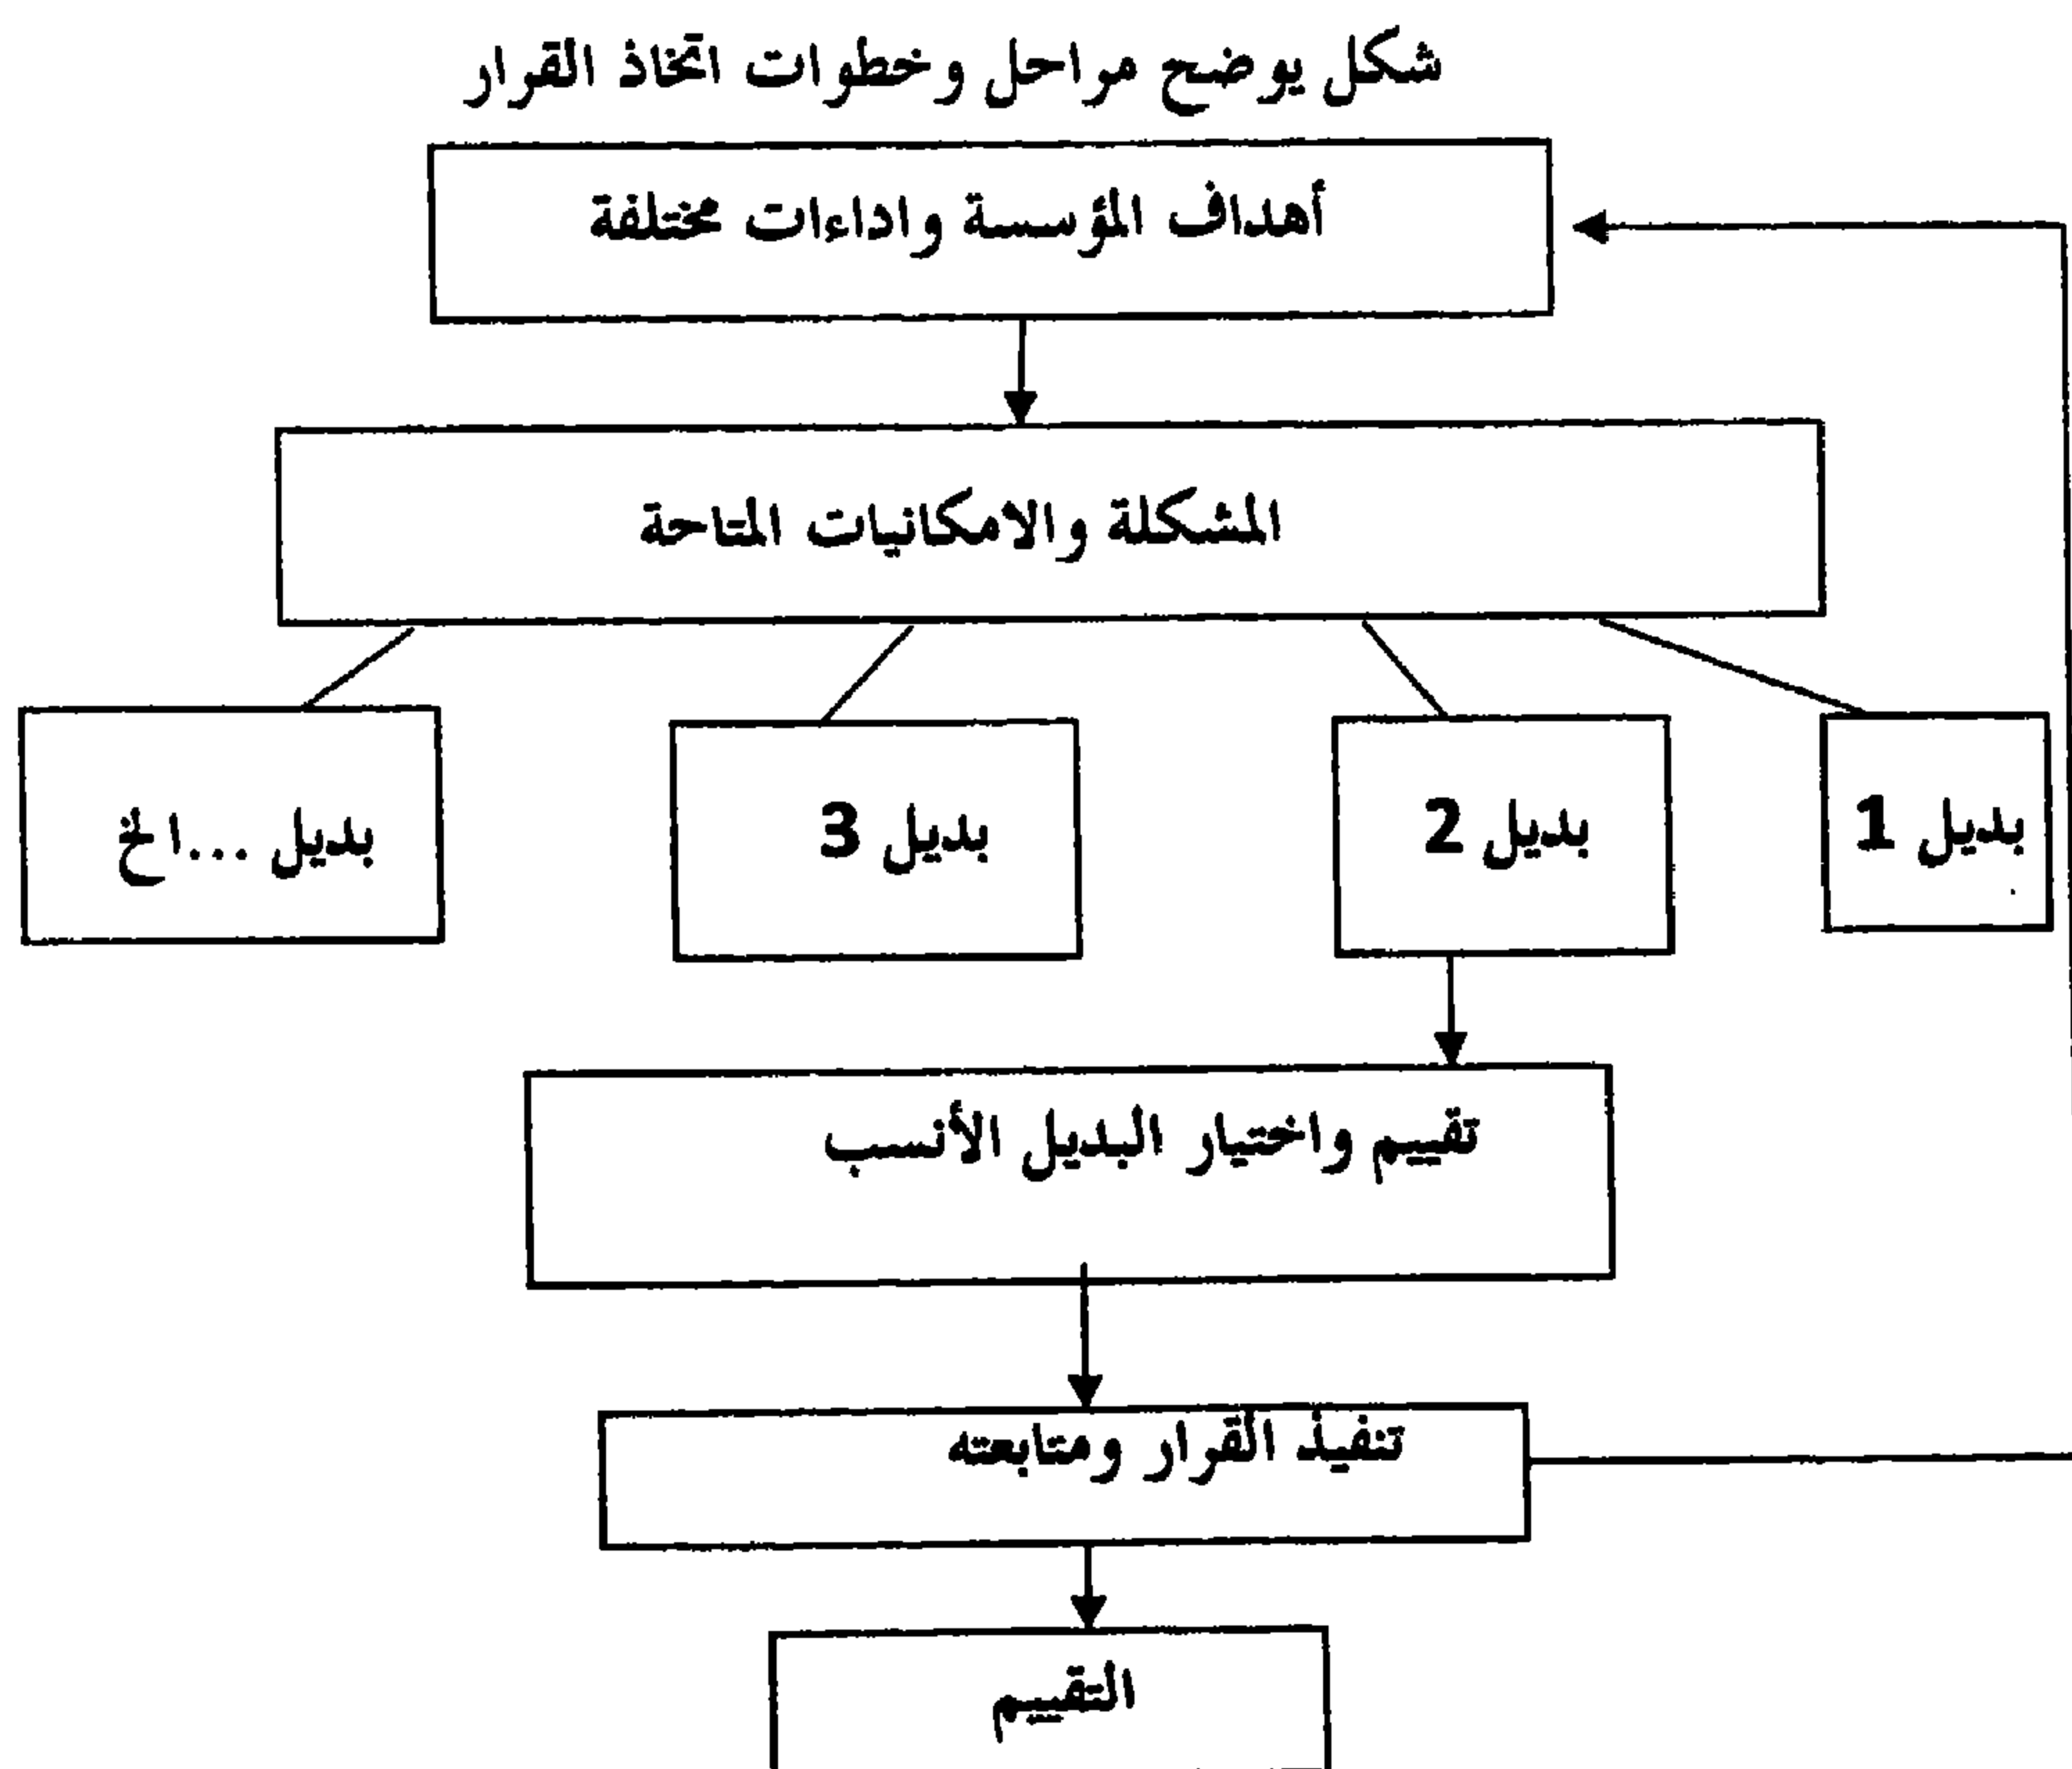 شكل يوضح مراحل وخطوات اتخاذ القرار
أهداف المؤسسة واداءات مختلفة
المشكلة والامكانيات المتاحة
بديل 1
بديل 2
بديل 3
بديل ...الخ
تقييم واختيار البديل الأنسب
تنفيذ القرار ومتابعته
التقييم